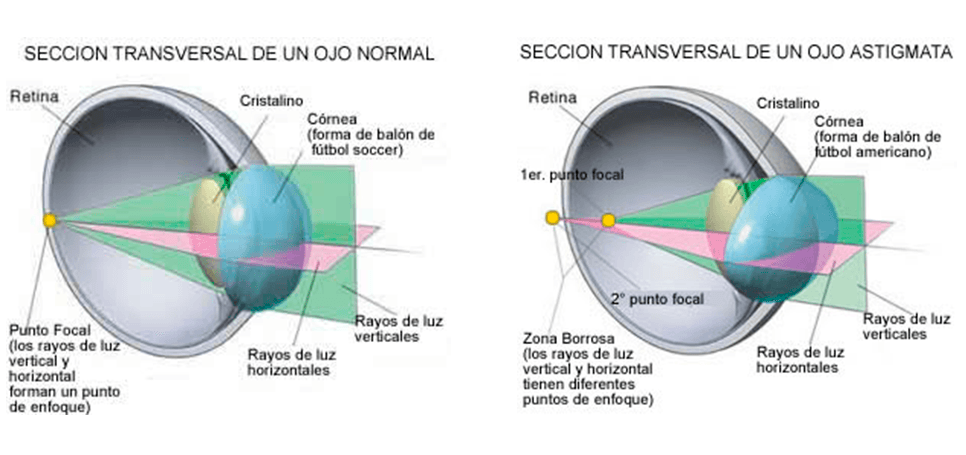 SECCION TRANSVERSAL DE UN OJO NORMAL
Retina
Cristalino
Córnea
(forma de balón de
fútbol soccer)
Punto Focal
(los rayos de luz
vertical y
horizontal
forman un punto
de enfoque)
Rayos de luz
horizontales
Rayos de luz
verticales
SECCION TRANSVERSAL DE UN OJO ASTIGMATA
Retina
Cristalino
Córnea
(forma de balón de
fútbol americano)
1er. punto focal
2° punto focal
Zona Borrosa
(los rayos de luz
vertical y horizontal
tienen diferentes
puntos de enfoque)
Rayos de luz
horizontales
Rayos de luz
verticales